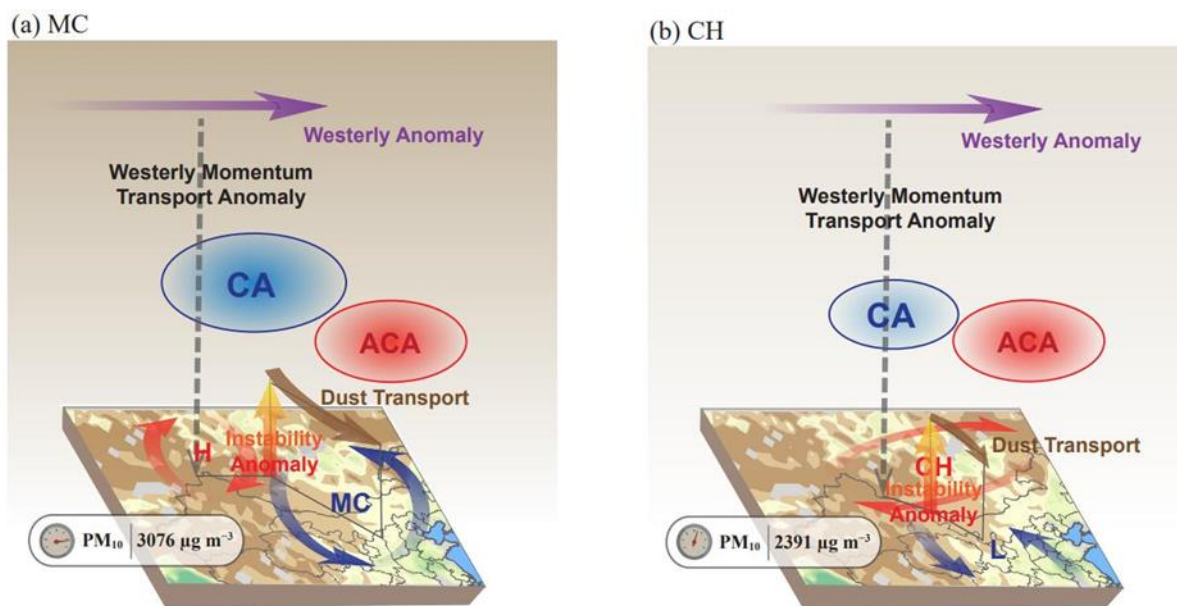 (a) MC
Westerly Anomaly
Westerly Momentum
Transport Anomaly
CA
ACA
Dust Transport
H
Instability
Anomaly
MC
PM₁₀ | 3076 μg m⁻³
(b) CH
Westerly Anomaly
Westerly Momentum
Transport Anomaly
CA
ACA
Dust Transport
CH
Instability
Anomaly
L
PM₁₀ | 2391 μg m⁻³